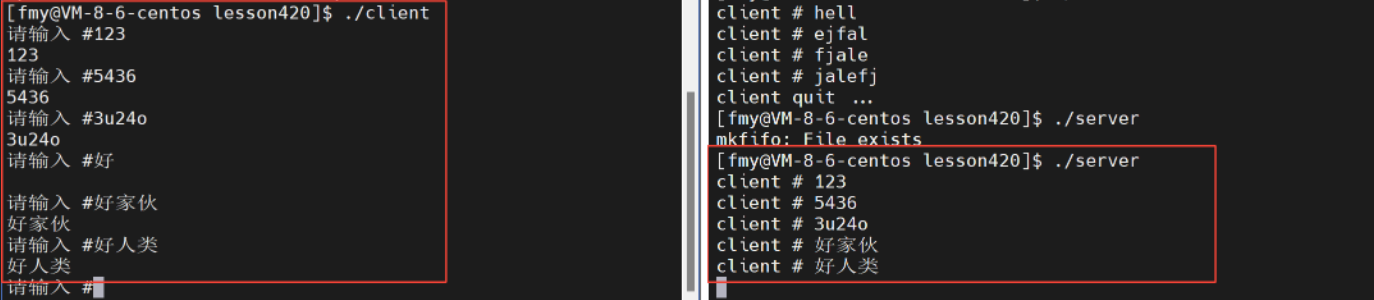 [fmy@VM-8-6-centos lesson420]$ ./client
请输入 #123
123
请输入 #5436
5436
请输入 #3u24o
3u24o
请输入 #好
请输入 #好家伙
好家伙
请输入 #好人类
好人类
请输入 #
client # hell
client # ejfal
client # fjale
client # jalefj
client quit ...
[fmy@VM-8-6-centos lesson420]$ ./server
mkfifo: File exists
[fmy@VM-8-6-centos lesson420]$ ./server
client # 123
client # 5436
client # 3u24o
client # 好家伙
client # 好人类